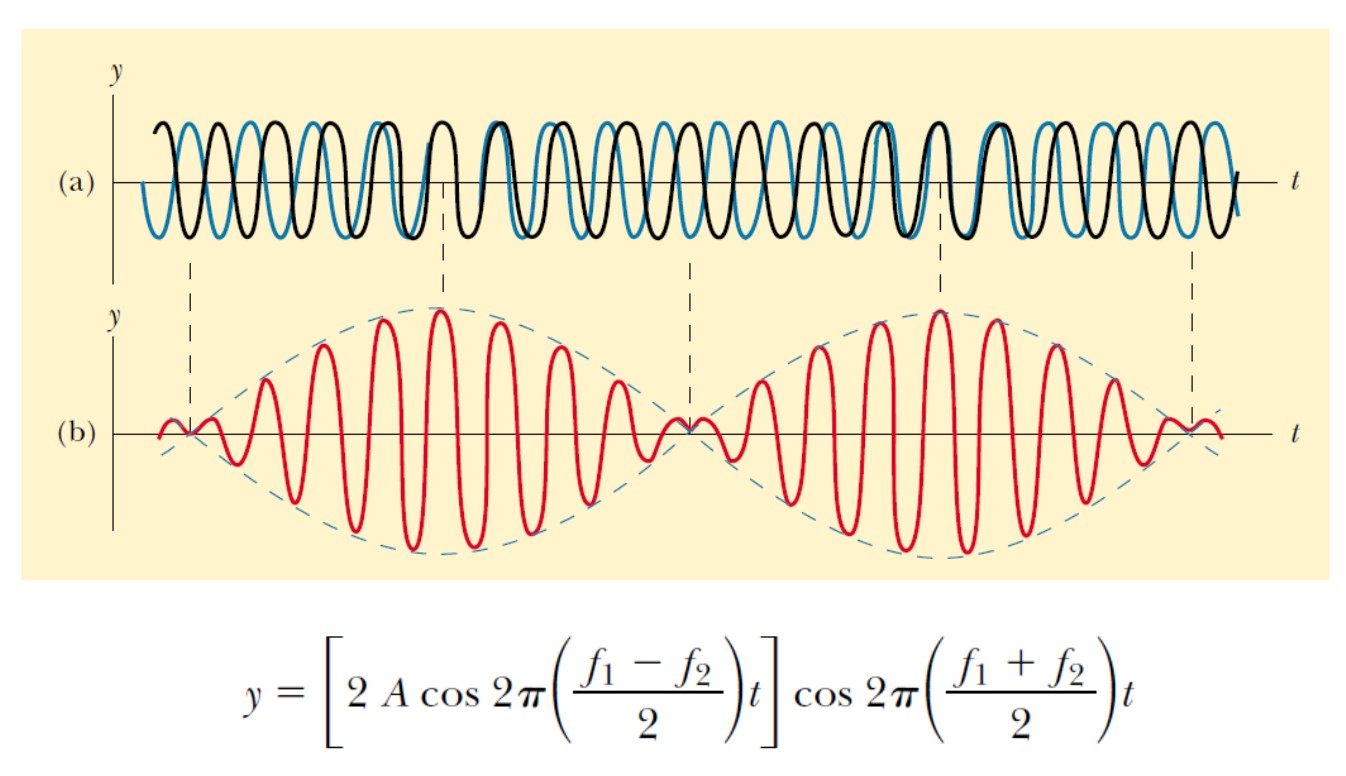 y
(a)
t
y
(b)
t
y = [2 A cos 2π((f₁ − f₂)/2)t] cos 2π((f₁ + f₂)/2)t